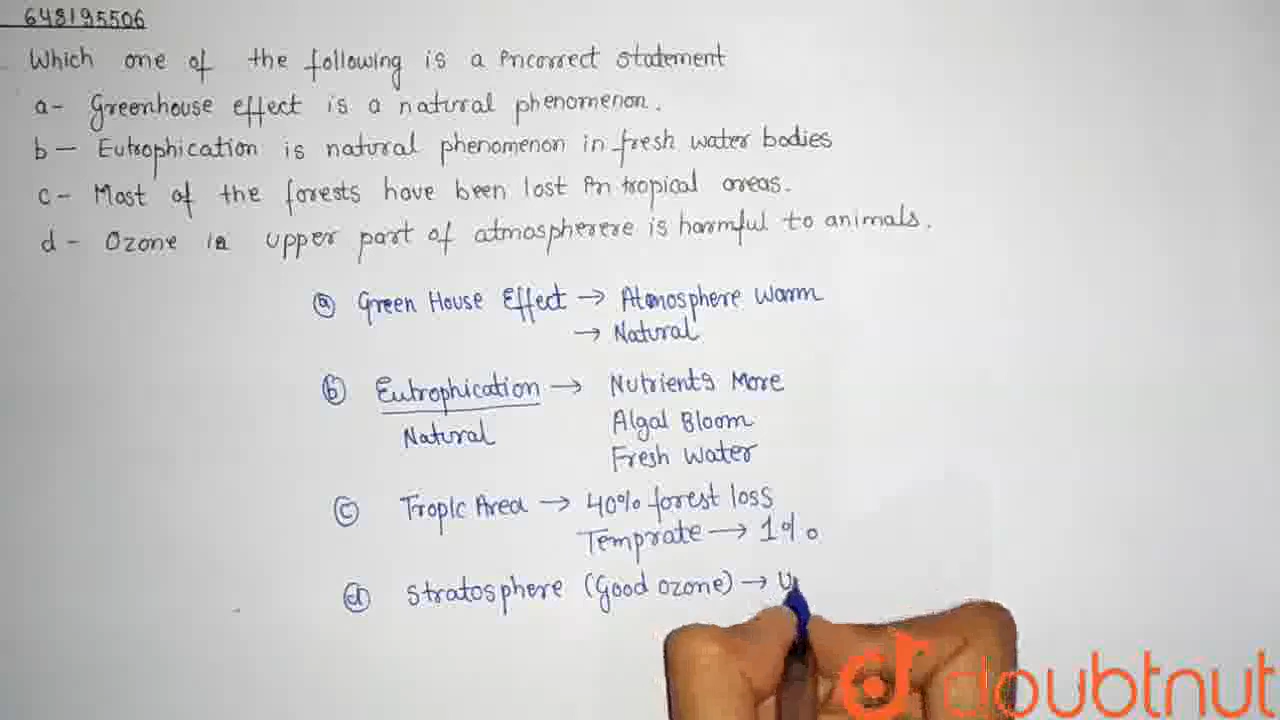 648195506
Which one of the following is a incorrect statement
a- Greenhouse effect is a natural phenomenon.
b- Eutrophication is natural phenomenon in fresh water bodies
c- Most of the forests have been lost in tropical areas.
d- Ozone in upper part of atmospherere is harmful to animals.
(a) Green House Effect → Atmosphere Warm
→ Natural
(b) Eutrophication → Nutrients More
Natural Algal Bloom
Fresh Water
(c) Tropic Area → 40% forest loss
Temprate → 1%
(d) Stratosphere (Good ozone) →
doubtnut